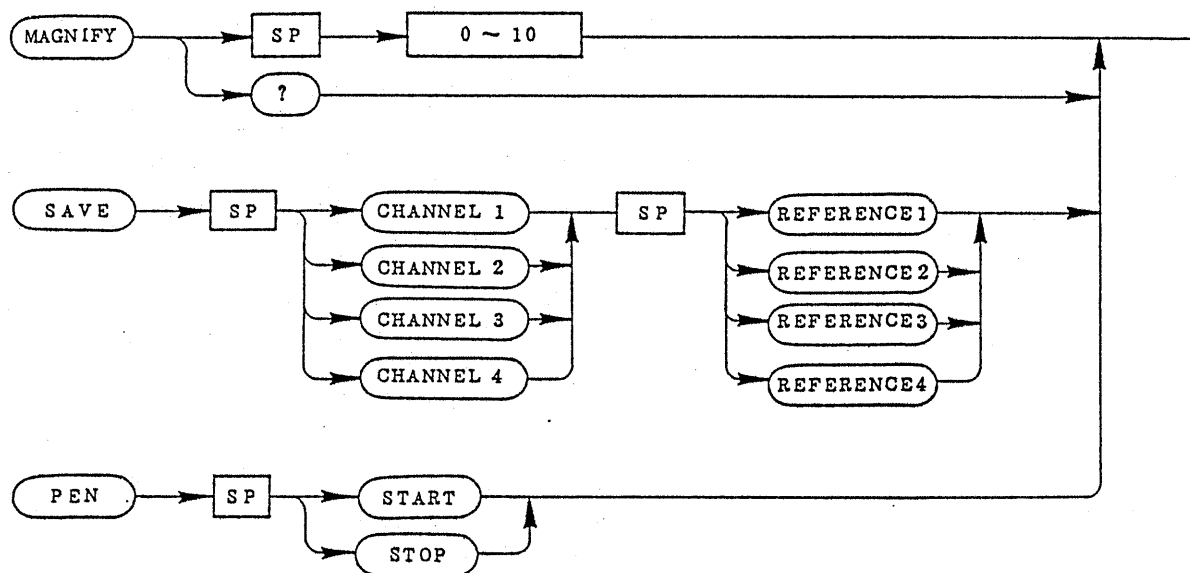 MAGNIFY SP 0 ~ 10
?
SAVE SP CHANNEL 1 SP REFERENCE1
CHANNEL 2 REFERENCE2
CHANNEL 3 REFERENCE3
CHANNEL 4 REFERENCE4
PEN SP START
STOP